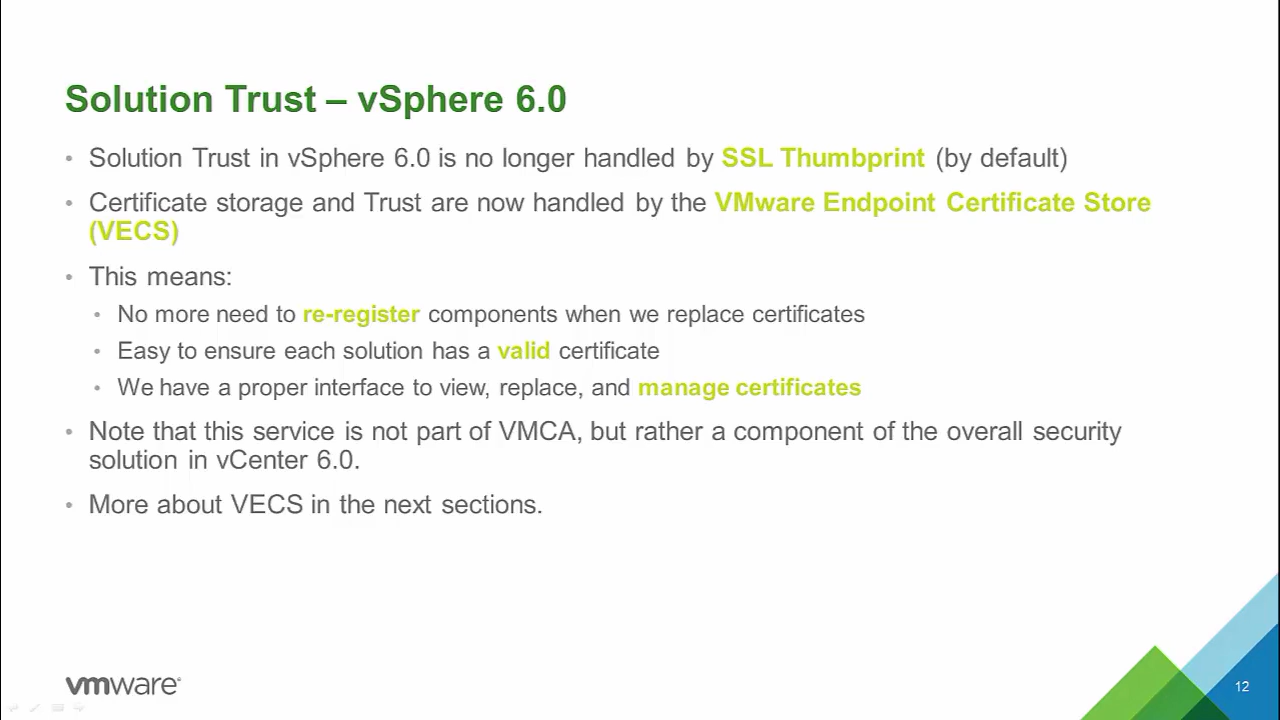 Solution Trust – vSphere 6.0
• Solution Trust in vSphere 6.0 is no longer handled by SSL Thumbprint (by default)
• Certificate storage and Trust are now handled by the VMware Endpoint Certificate Store
(VECS)
• This means:
• No more need to re-register components when we replace certificates
• Easy to ensure each solution has a valid certificate
• We have a proper interface to view, replace, and manage certificates
• Note that this service is not part of VMCA, but rather a component of the overall security
solution in vCenter 6.0.
• More about VECS in the next sections.
vmware®
12